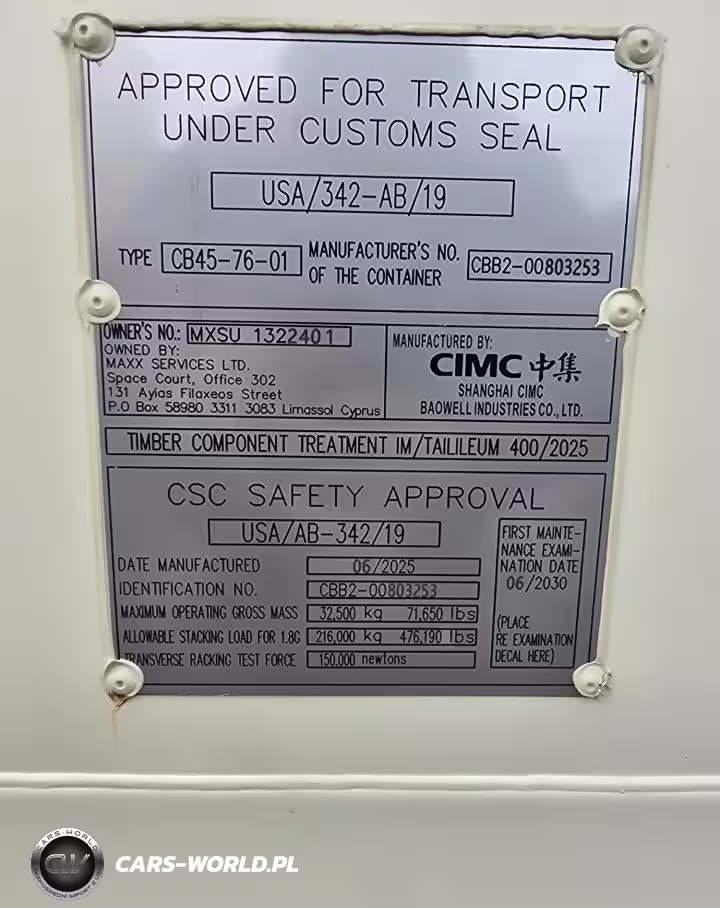 APPROVED FOR TRANSPORT
UNDER CUSTOMS SEAL
USA/342-AB/19
TYPE CB45-76-01 MANUFACTURER'S NO. OF THE CONTAINER CBB2-00803253
OWNER'S NO.: MXSU 1322401
OWNED BY:
MAXX SERVICES LTD.
Space Court, Office 302
131 Ayias Filaxeos Street
P.O Box 58980 3311 3083 Limassol Cyprus
MANUFACTURED BY:
CIMC 中集
SHANGHAI CIMC
BAOWELL INDUSTRIES CO., LTD.
TIMBER COMPONENT TREATMENT IM/TAILILEUM 400/2025
CSC SAFETY APPROVAL
USA/AB-342/19
DATE MANUFACTURED 06/2025
IDENTIFICATION NO. CBB2-00803253
MAXIMUM OPERATING GROSS MASS 32,500 kg 71,650 lbs
ALLOWABLE STACKING LOAD FOR 1.8G 216,000 kg 476,190 lbs
TRANSVERSE RACKING TEST FORCE 150,000 newtons
FIRST MAINTE-
NANCE EXAMI-
NATION DATE
06/2030
(PLACE
RE EXAMINATION
DECAL HERE)
CARS-WORLD
CW
CARS-WORLD.PL